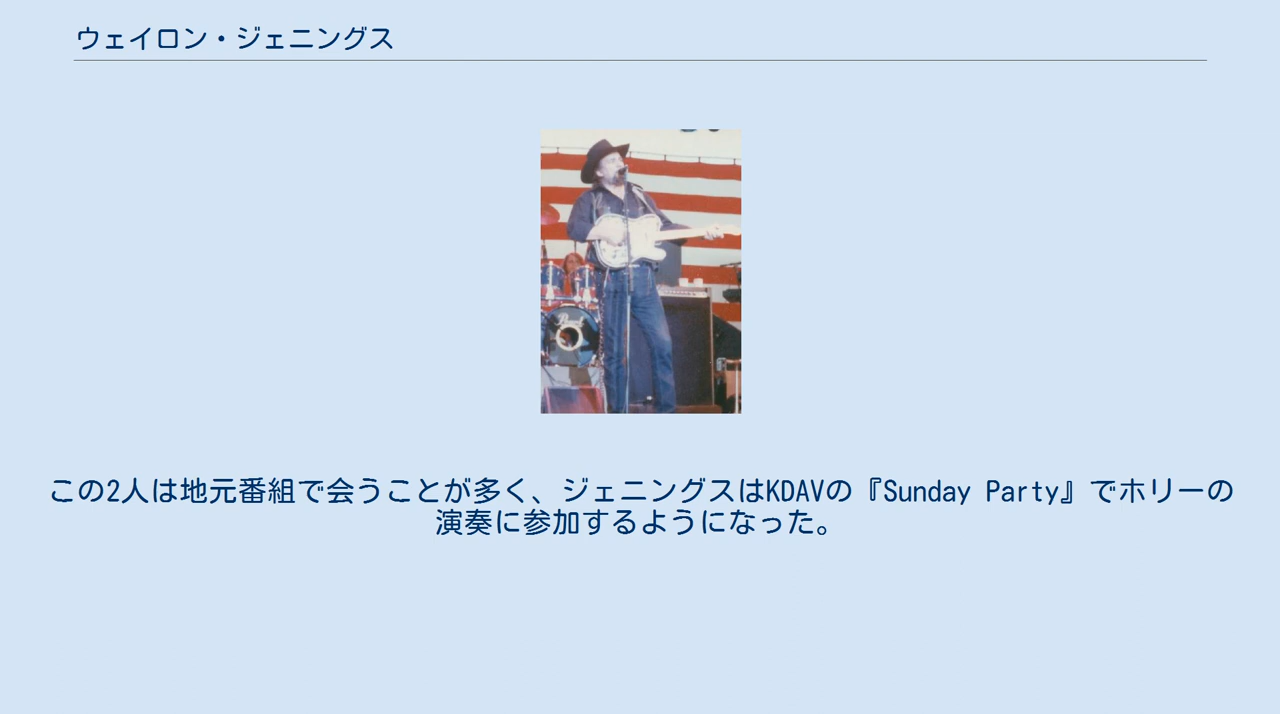 ウェイロン・ジェニングス
Pearl
この2人は地元番組で会うことが多く、ジェニングスはKDAVの『Sunday Party』でホリーの
演奏に参加するようになった。